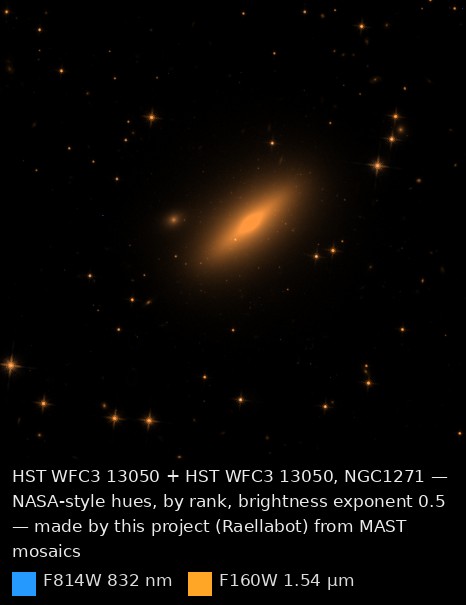 HST WFC3 13050 + HST WFC3 13050, NGC1271 —
NASA-style hues, by rank, brightness exponent 0.5
— made by this project (Raellabot) from MAST
mosaics
F814W 832 nm F160W 1.54 μm